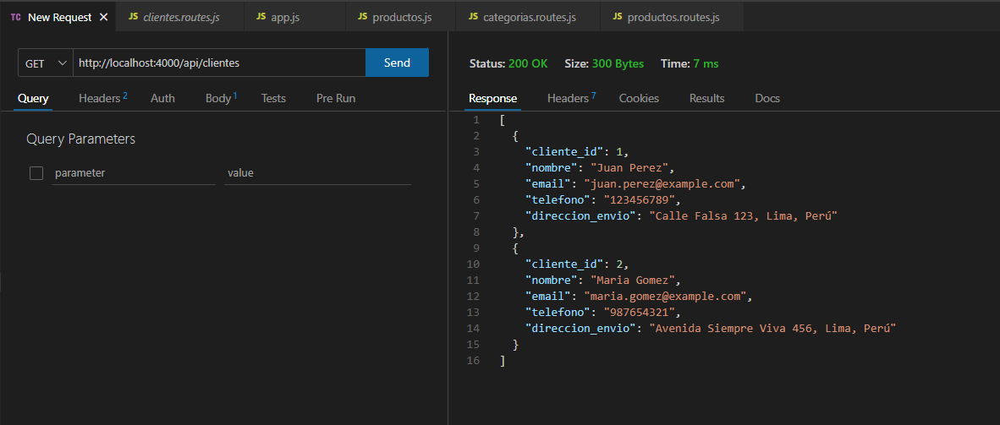 TC New Request JS clientes.routes.js JS app.js JS productos.js JS categorias.routes.js JS productos.routes.js
GET http://localhost:4000/api/clientes Send
Query Headers 2 Auth Body 1 Tests Pre Run
Query Parameters
parameter value
Status: 200 OK Size: 300 Bytes Time: 7 ms
Response Headers 7 Cookies Results Docs
1 [
2 {
3 "cliente_id": 1,
4 "nombre": "Juan Perez",
5 "email": "juan.perez@example.com",
6 "telefono": "123456789",
7 "direccion_envio": "Calle Falsa 123, Lima, Perú"
8 },
9 {
10 "cliente_id": 2,
11 "nombre": "Maria Gomez",
12 "email": "maria.gomez@example.com",
13 "telefono": "987654321",
14 "direccion_envio": "Avenida Siempre Viva 456, Lima, Perú"
15 }
16 ]